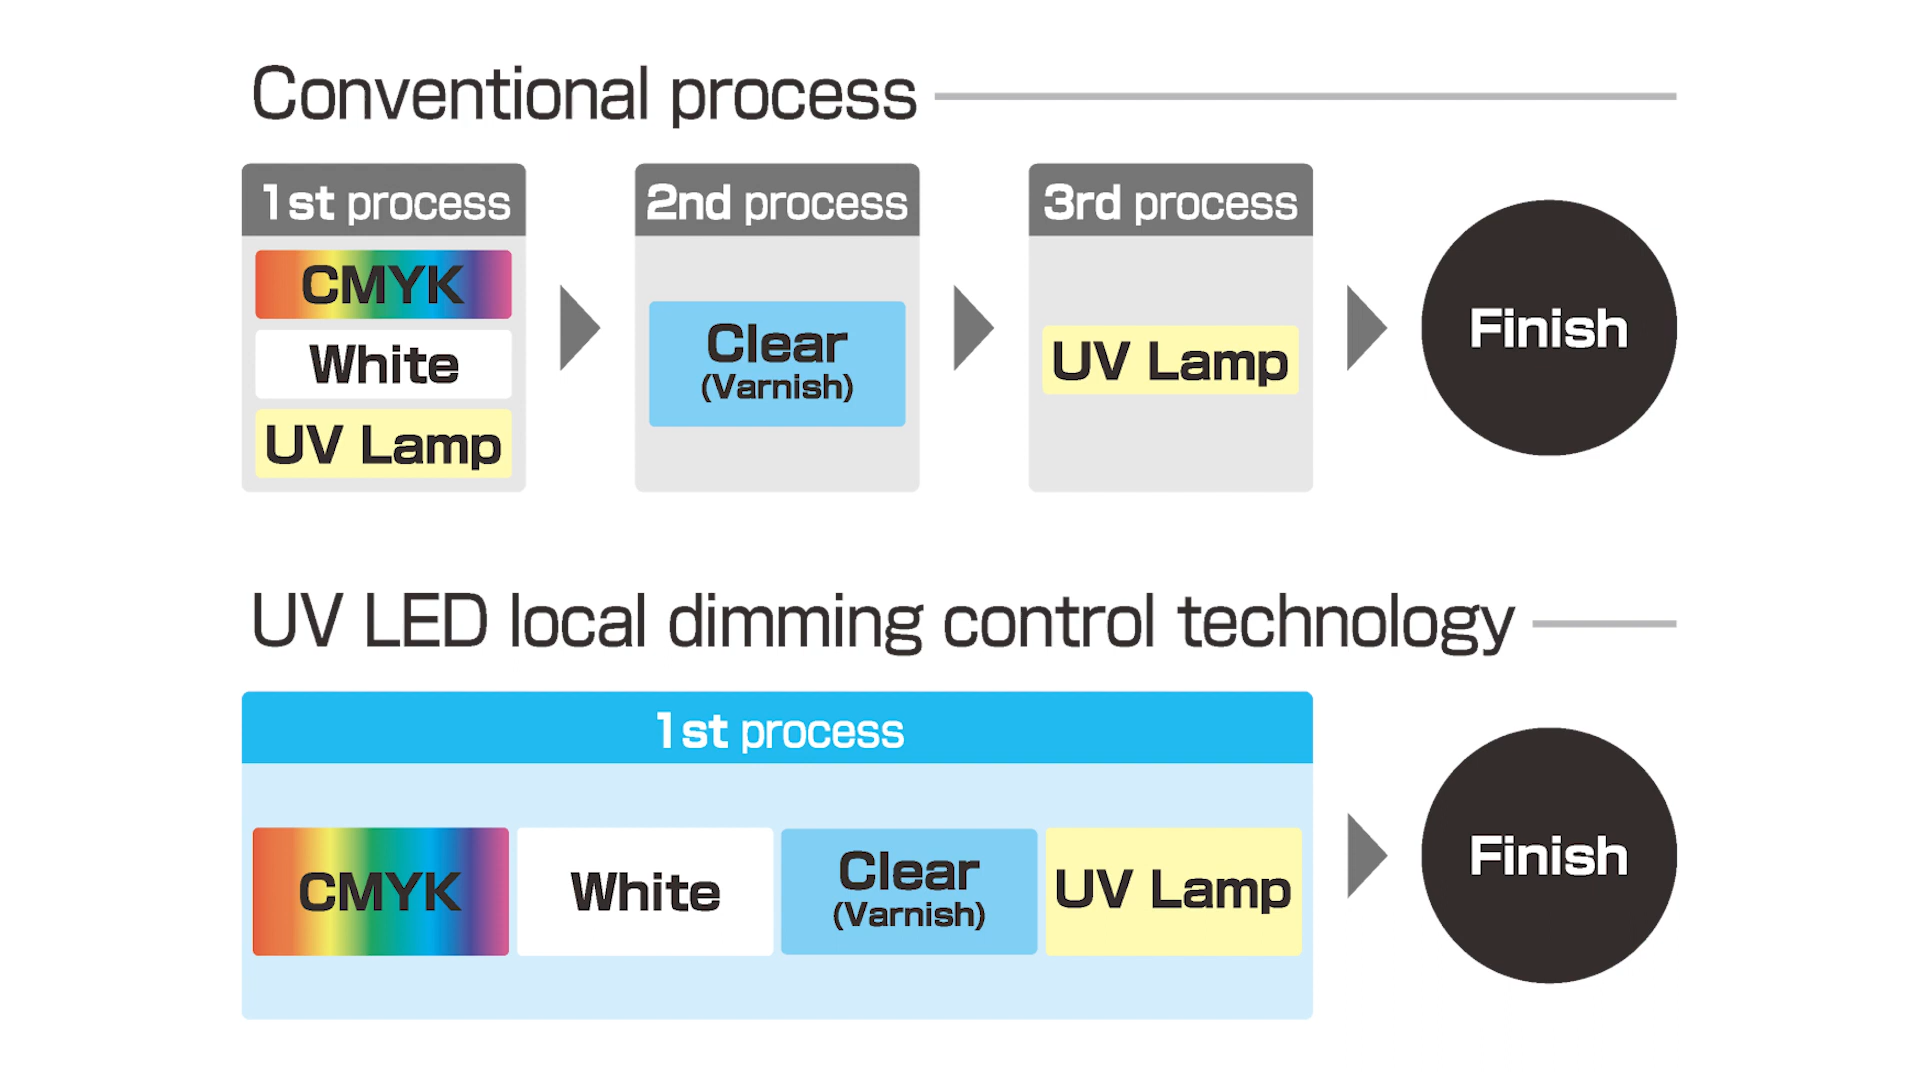 Conventional process
1st process
CMYK
White
UV Lamp
2nd process
Clear
(Varnish)
3rd process
UV Lamp
Finish
UV LED local dimming control technology
1st process
CMYK
White
Clear
(Varnish)
UV Lamp
Finish